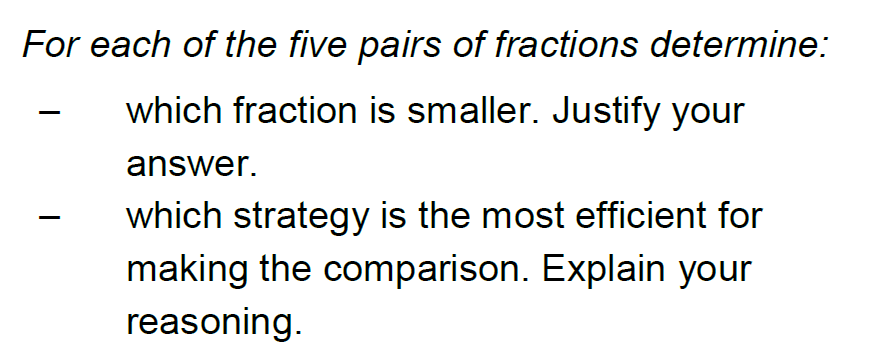 For each of the five pairs of fractions determine:
– which fraction is smaller. Justify your
answer.
– which strategy is the most efficient for
making the comparison. Explain your
reasoning.